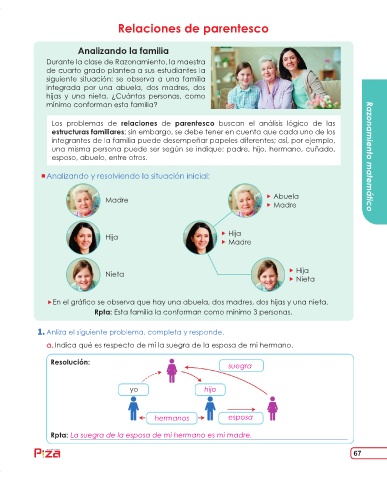 Relaciones de parentesco
Analizando la familia
Durante la clase de Razonamiento, la maestra
de cuarto grado plantea a sus estudiantes la
siguiente situación: se observa a una familia
integrada por una abuela, dos madres, dos
hijas y una nieta. ¿Cuántas personas, como
mínimo conforman esta familia?
Los problemas de relaciones de parentesco buscan el análisis lógico de las
estructuras familiares; sin embargo, se debe tener en cuenta que cada uno de los
integrantes de la familia puede desempeñar papeles diferentes; así, por ejemplo,
una misma persona puede ser según se indique: padre, hijo, hermano, cuñado,
esposo, abuelo, entre otros.
Analizando y resolviendo la situación inicial:
Madre
Abuela
Madre
Hija
Hija
Madre
Nieta
Hija
Nieta
En el gráfico se observa que hay una abuela, dos madres, dos hijas y una nieta.
Rpta: Esta familia la conforman como mínimo 3 personas.
1. Anliza el siguiente problema, completa y responde.
a. Indica qué es respecto de mí la suegra de la esposa de mi hermano.
Resolución:
suegra
yo
hijo
hermanos
esposa
Rpta: La suegra de la esposa de mi hermano es mi madre.
Razonamiento matemático
Pizza
67